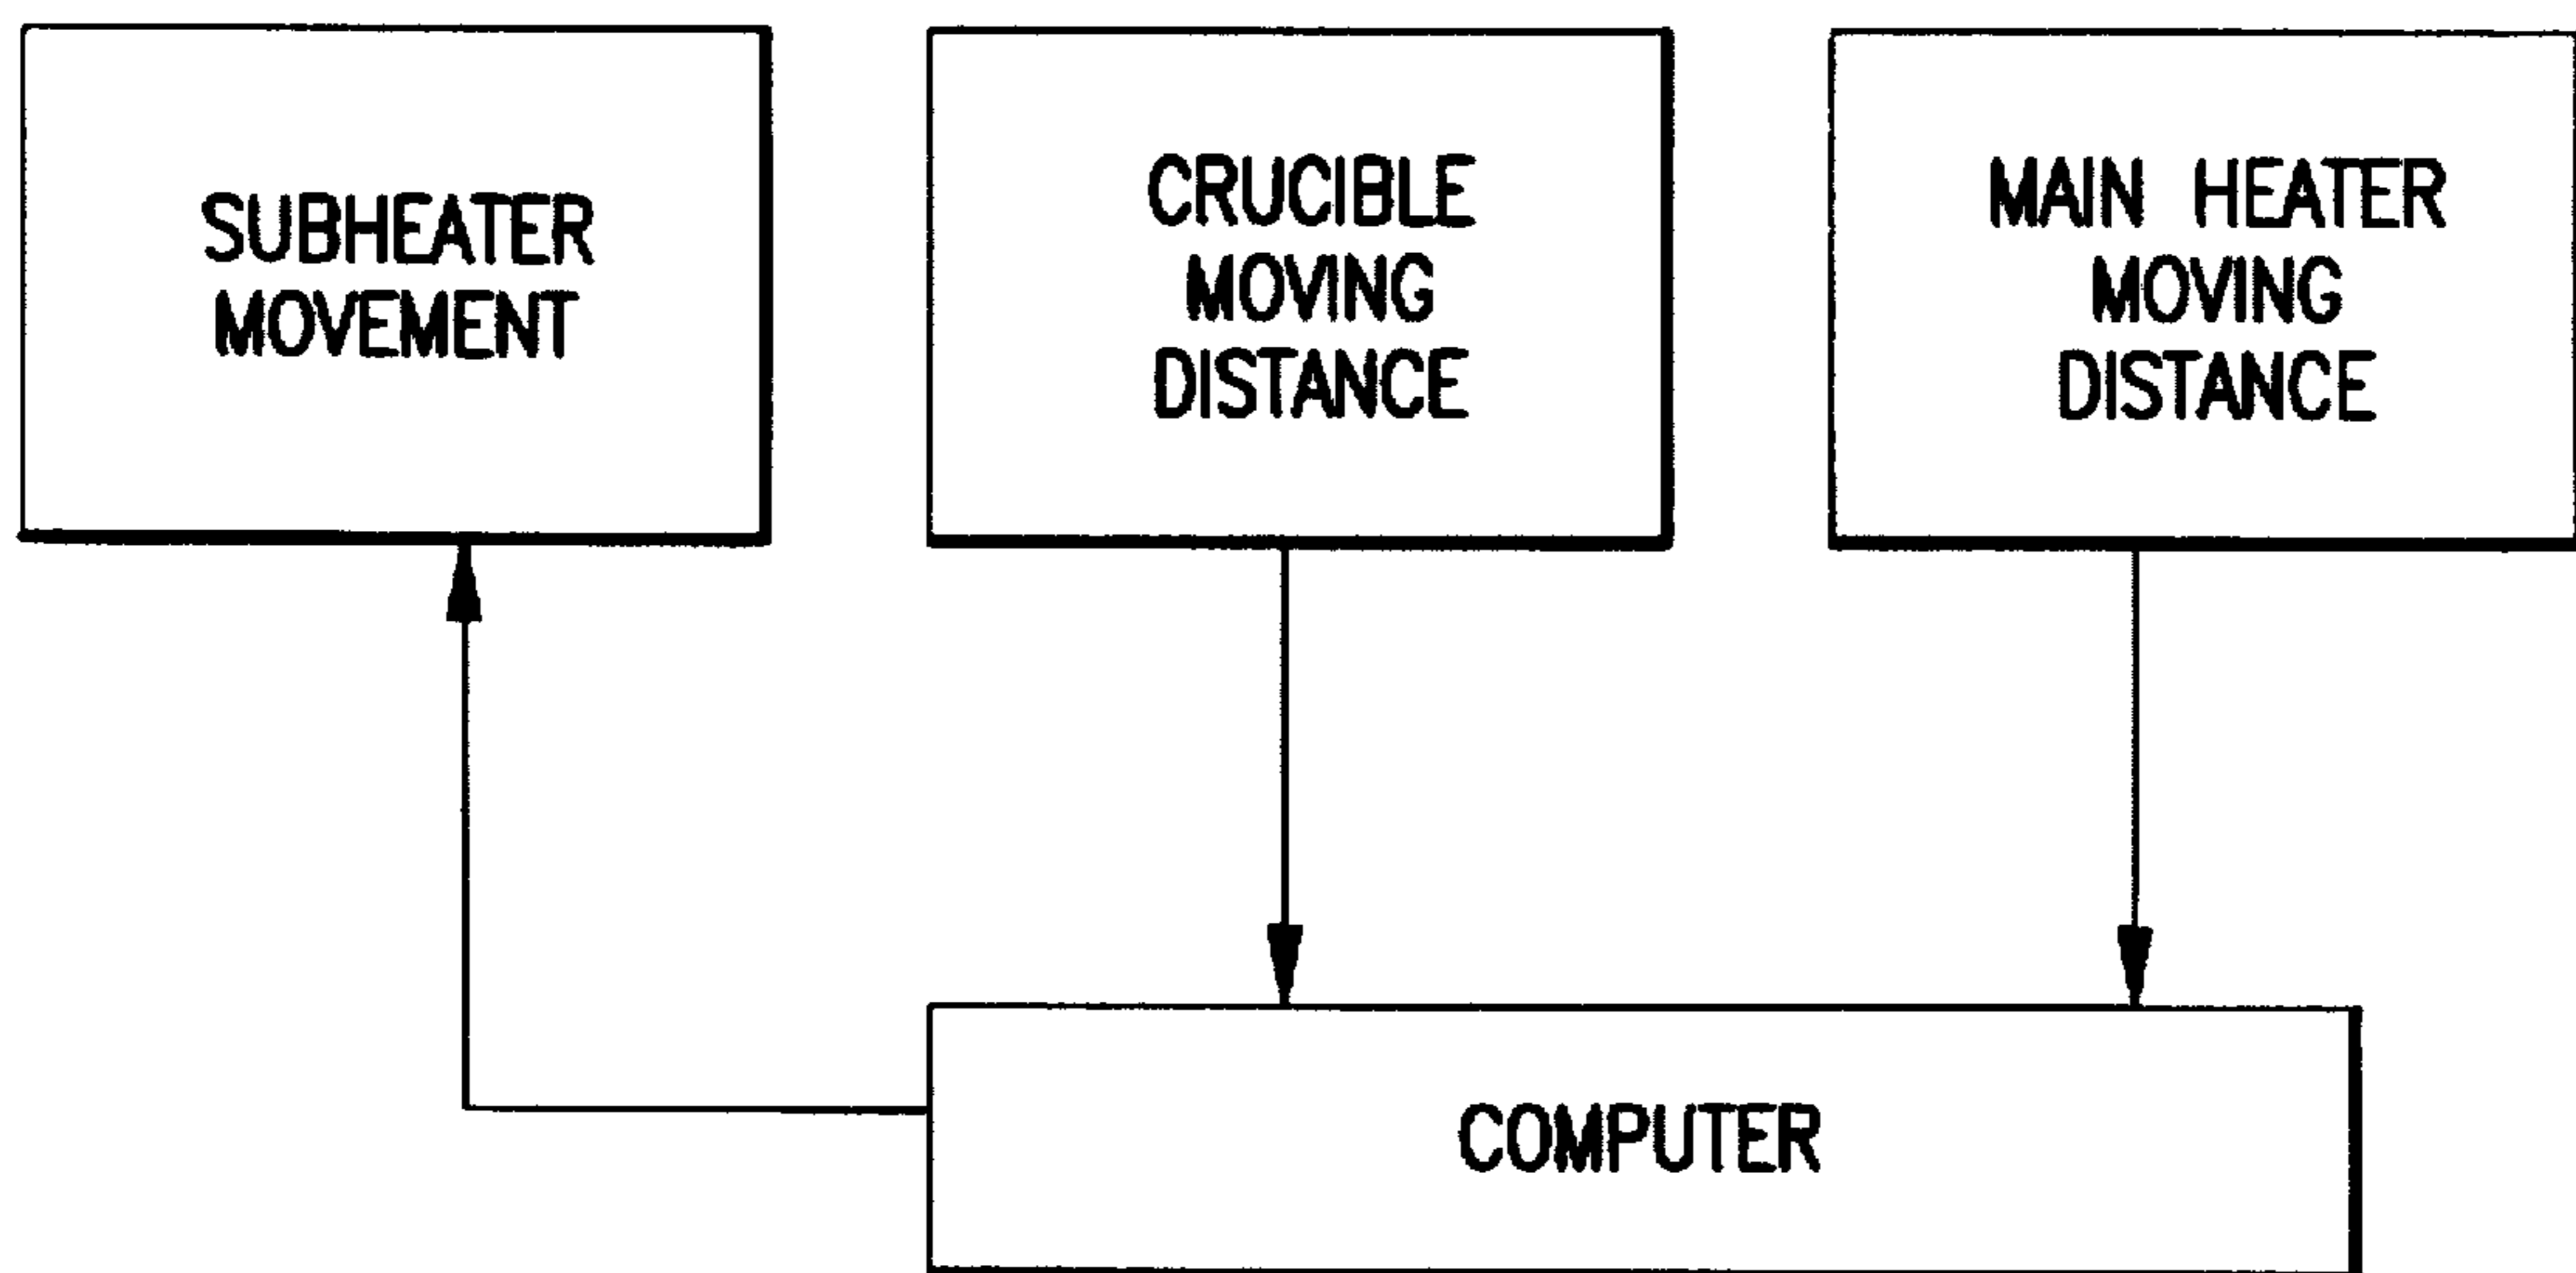 SUBHEATER
MOVEMENT
CRUCIBLE
MOVING
DISTANCE
MAIN HEATER
MOVING
DISTANCE
COMPUTER